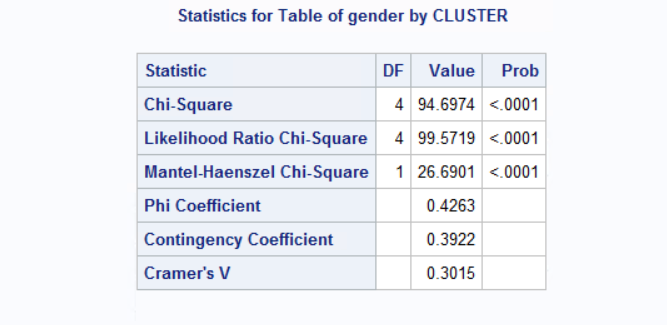 Statistics for Table of gender by CLUSTER
Statistic DF Value Prob
Chi-Square 4 94.6974 <.0001
Likelihood Ratio Chi-Square 4 99.5719 <.0001
Mantel-Haenszel Chi-Square 1 26.6901 <.0001
Phi Coefficient 0.4263
Contingency Coefficient 0.3922
Cramer's V 0.3015